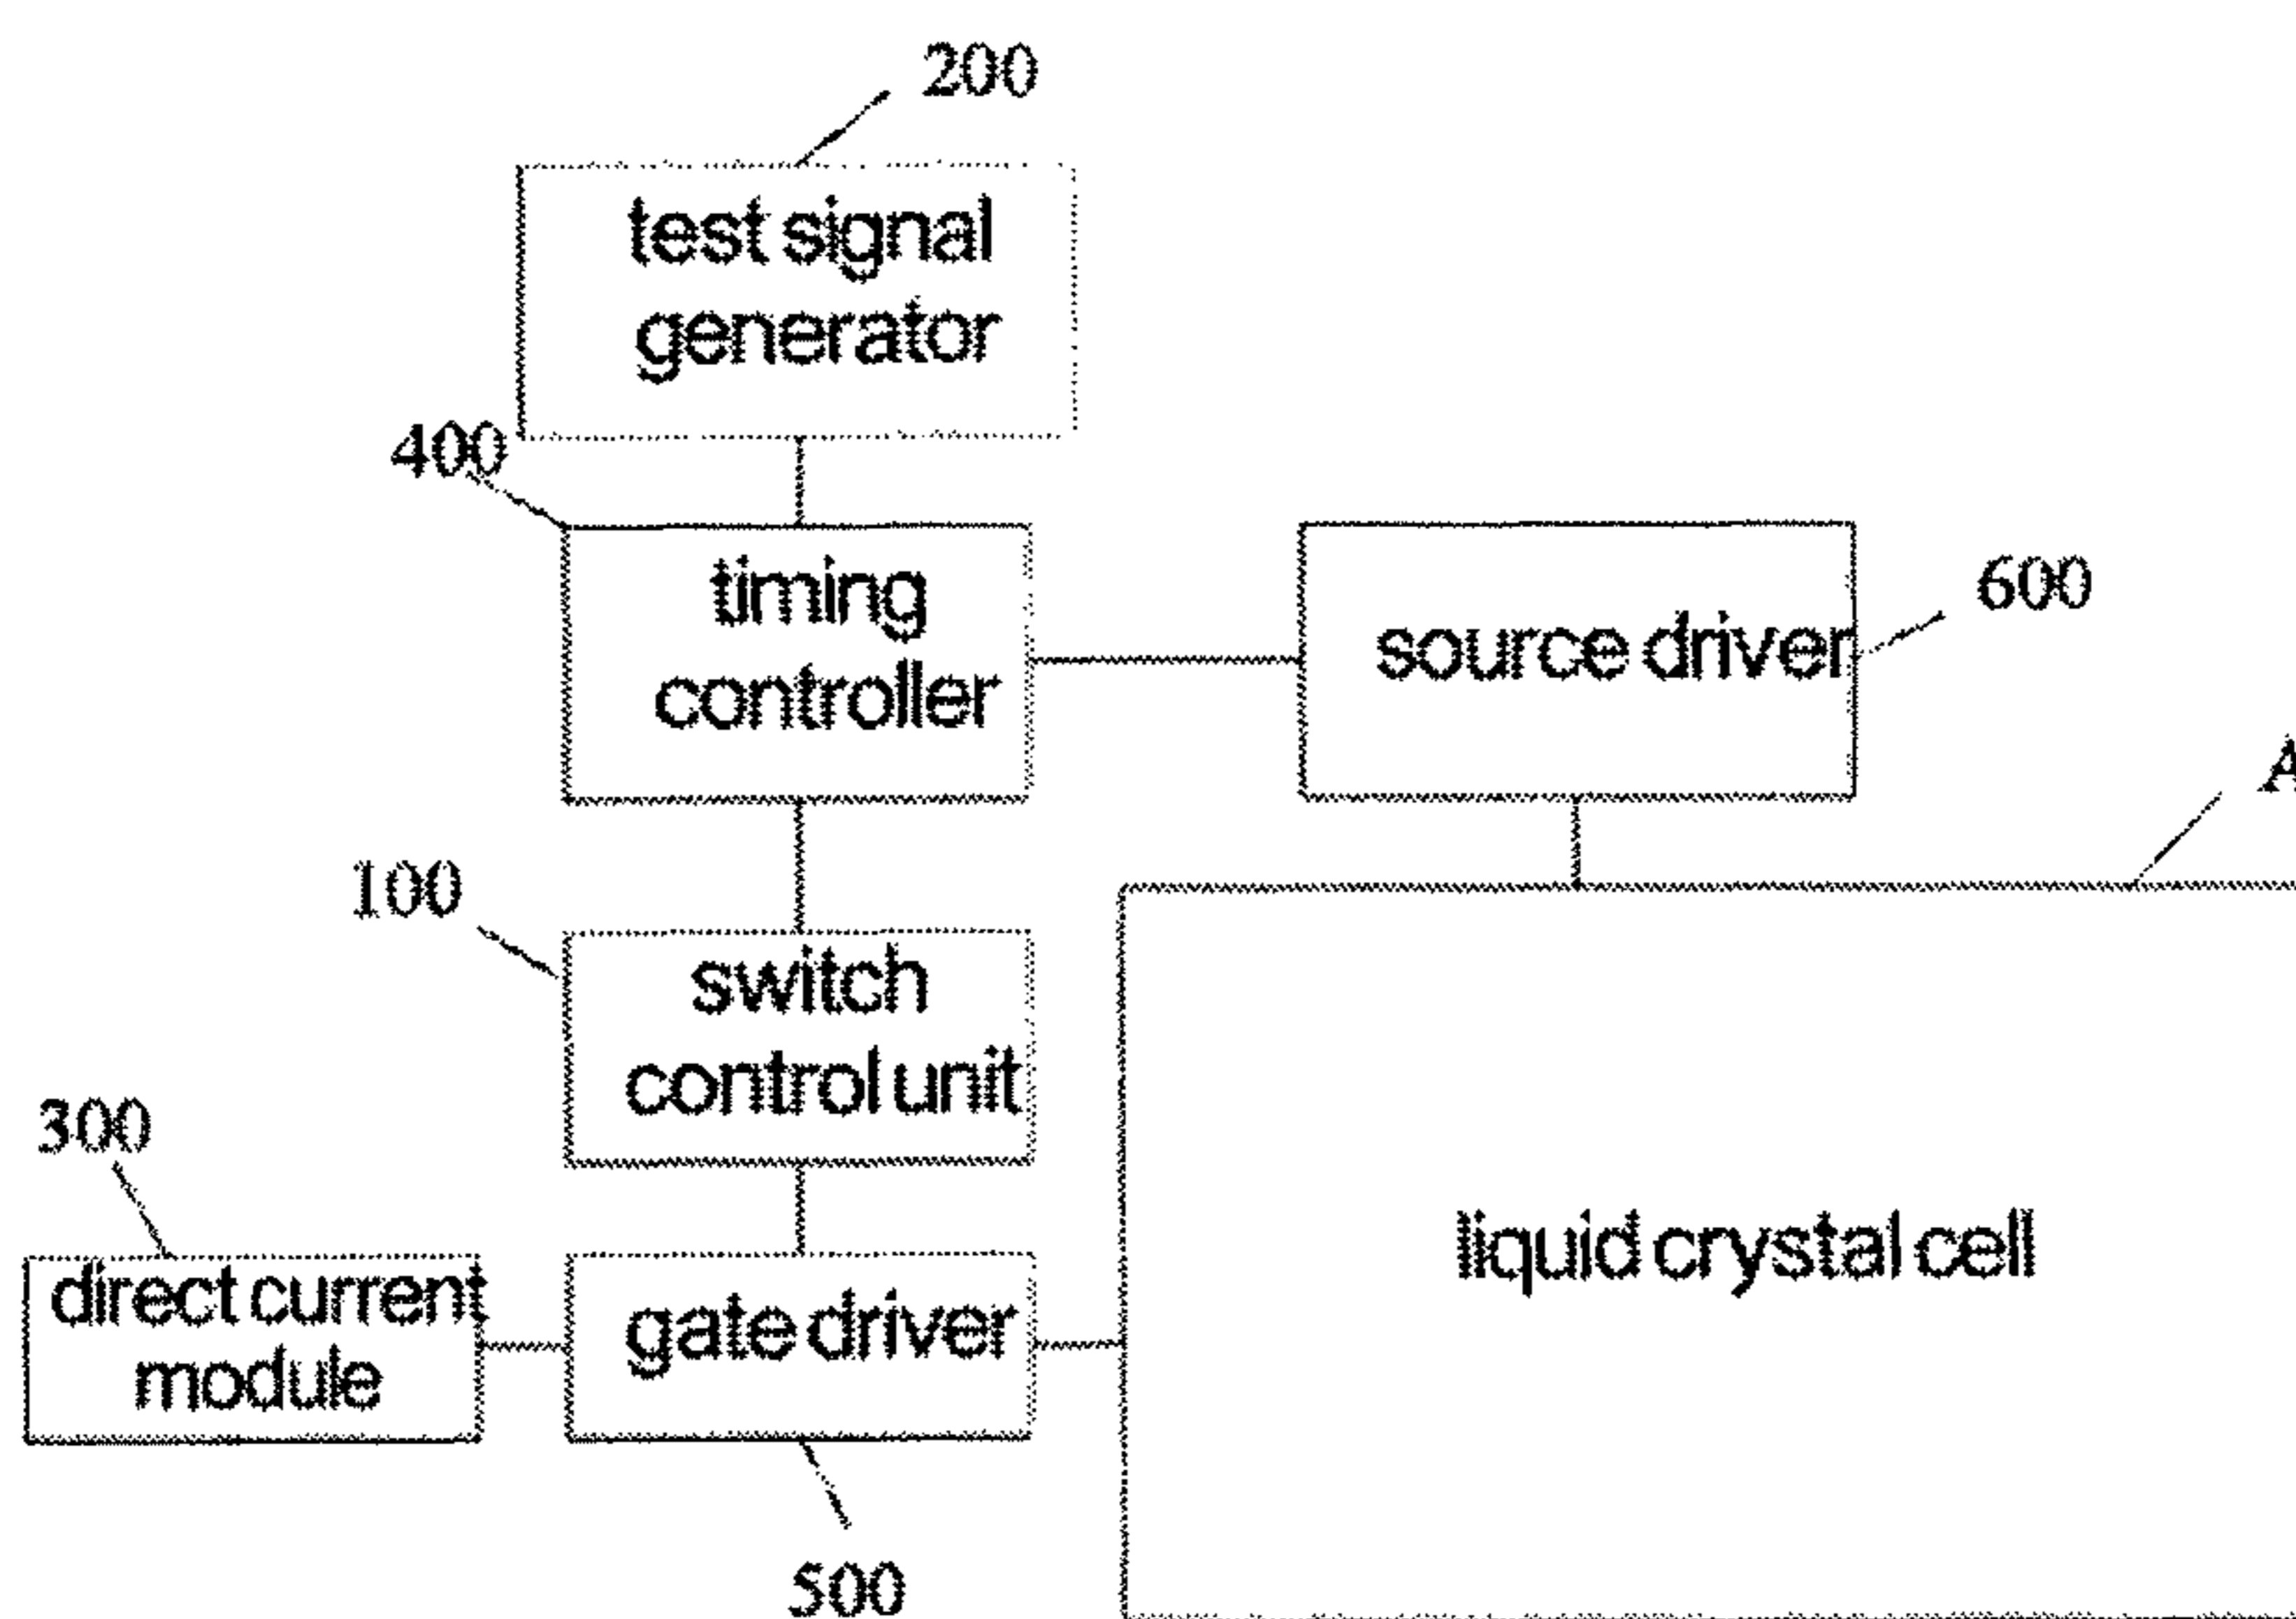 200
test signal
generator
400
timing
controller
source driver
600
A
100
switch
control unit
300
direct current
module
gate driver
liquid crystal cell
500